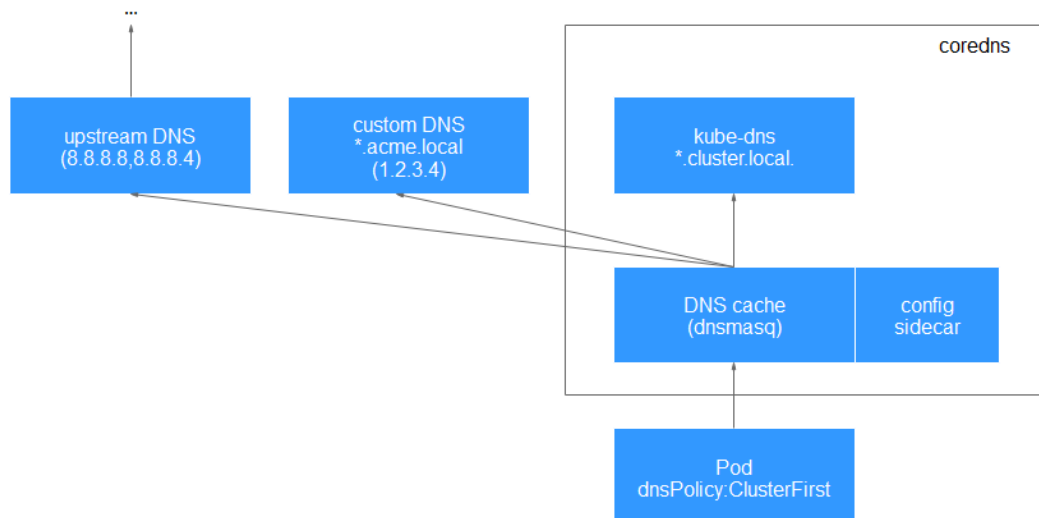 ...
coredns
upstream DNS
(8.8.8.8,8.8.8.4)
custom DNS
*.acme.local
(1.2.3.4)
kube-dns
*.cluster.local.
DNS cache
(dnsmasq)
config
sidecar
Pod
dnsPolicy:ClusterFirst